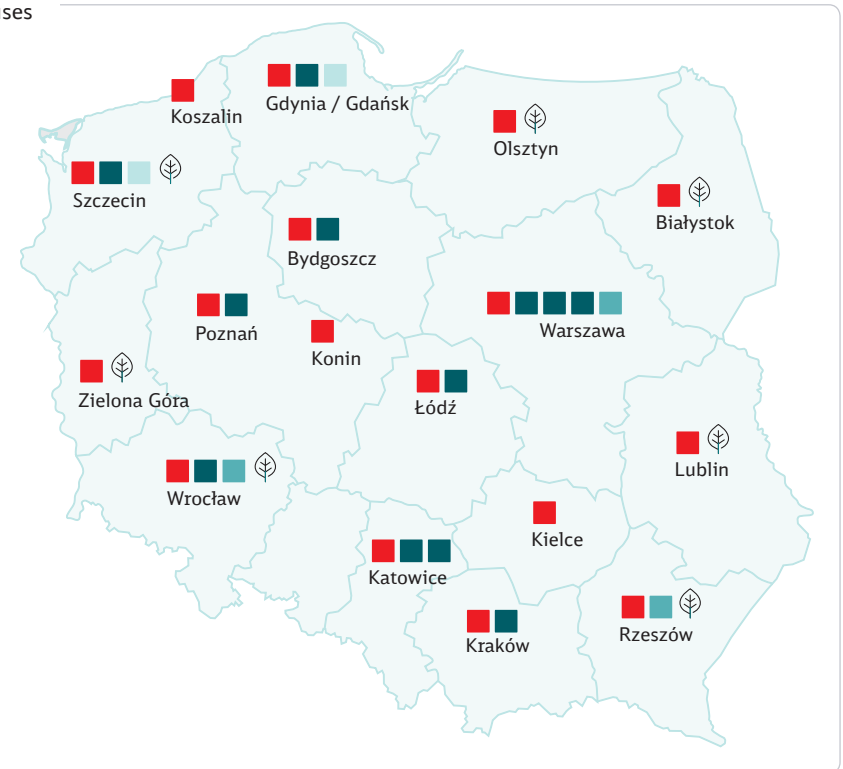 Koszalin
Gdynia / Gdańsk
Olsztyn
Szczecin
Białystok
Bydgoszcz
Poznań
Warszawa
Konin
Zielona Góra
Łódź
Lublin
Wrocław
Kielce
Katowice
Rzeszów
Kraków